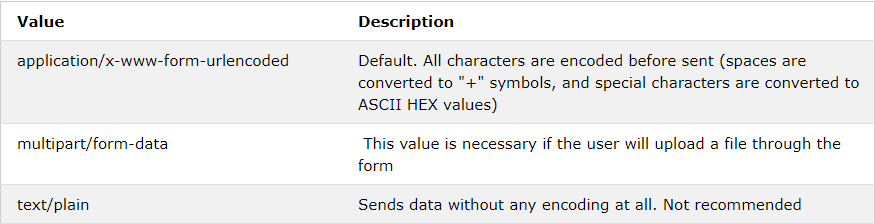 Value Description
application/x-www-form-urlencoded Default. All characters are encoded before sent (spaces are
converted to "+" symbols, and special characters are converted to
ASCII HEX values)
multipart/form-data This value is necessary if the user will upload a file through the
form
text/plain Sends data without any encoding at all. Not recommended